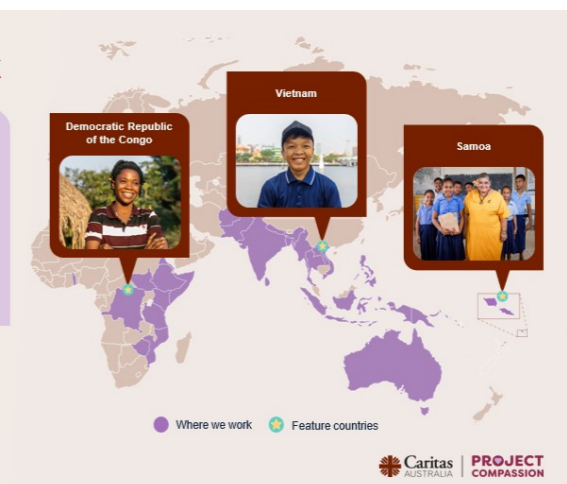 Vietnam
Democratic Republic
of the Congo
Samoa
Where we work
Feature countries
Caritas
AUSTRALIA
PROJECT
COMPASSION